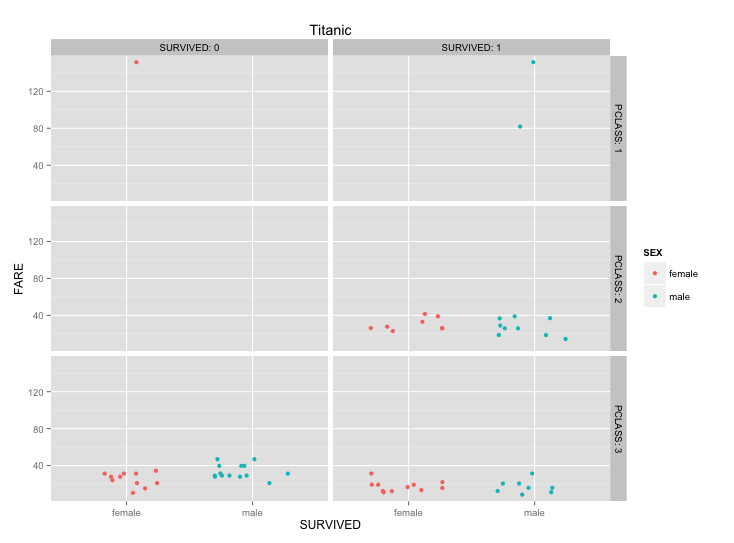 Titanic
SURVIVED: 0
SURVIVED: 1
120
80
40
PCLASS: 1
120
80
40
PCLASS: 2
120
80
40
PCLASS: 3
FARE
female
male
female
male
SURVIVED
SEX
female
male